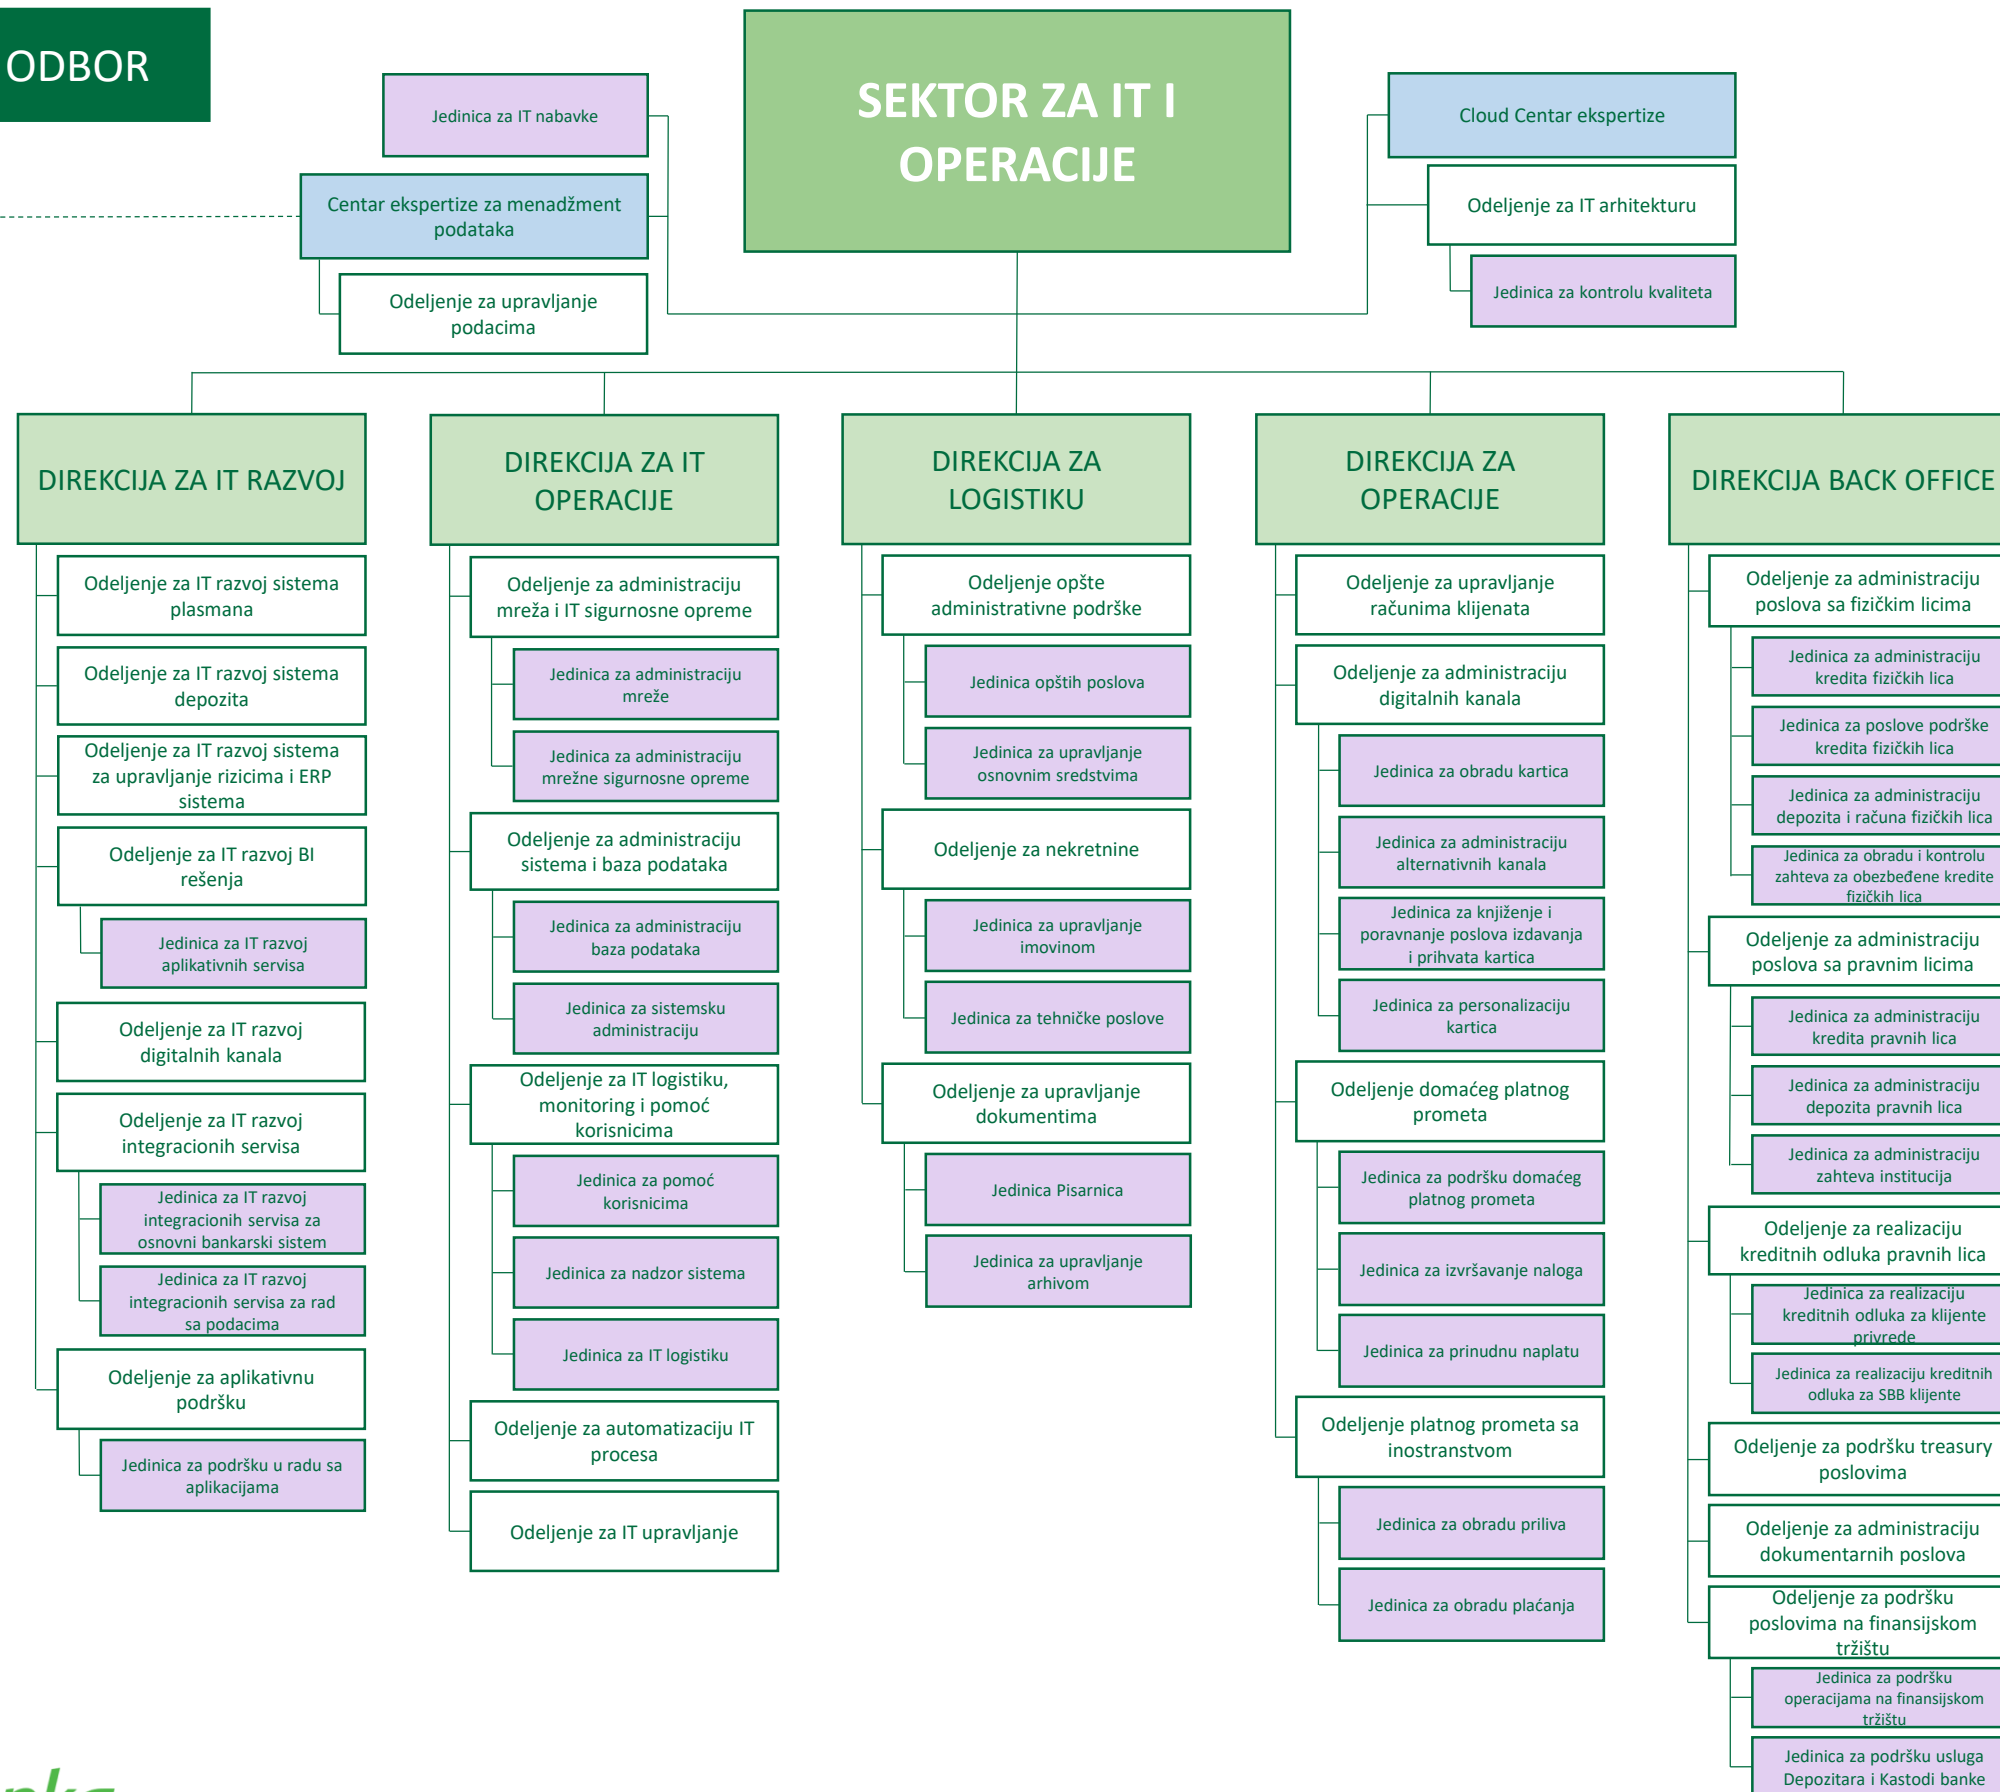 ODBOR
SEKTOR ZA IT I
OPERACIJE
Jedinica za IT nabavke
Centar ekspertize za menadžment
podataka
Odeljenje za upravljanje
podacima
Cloud Centar ekspertize
Odeljenje za IT arhitekturu
Jedinica za kontrolu kvaliteta
DIREKCIJA ZA IT RAZVOJ
Odeljenje za IT razvoj sistema
plasmana
Odeljenje za IT razvoj sistema
depozita
Odeljenje za IT razvoj sistema
za upravljanje rizicima i ERP
sistema
Odeljenje za IT razvoj BI
rešenja
Jedinica za IT razvoj
aplikativnih servisa
Odeljenje za IT razvoj
digitalnih kanala
Odeljenje za IT razvoj
integracionih servisa
Jedinica za IT razvoj
integracionih servisa za
osnovni bankarski sistem
Jedinica za IT razvoj
integracionih servisa za rad
sa podacima
Odeljenje za aplikativnu
podršku
Jedinica za podršku u radu sa
aplikacijama
DIREKCIJA ZA IT
OPERACIJE
Odeljenje za administraciju
mreža i IT sigurnosne opreme
Jedinica za administraciju
mreže
Jedinica za administraciju
mrežne sigurnosne opreme
Odeljenje za administraciju
sistema i baza podataka
Jedinica za administraciju
baza podataka
Jedinica za sistemsku
administraciju
Odeljenje za IT logistiku,
monitoring i pomoć
korisnicima
Jedinica za pomoć
korisnicima
Jedinica za nadzor sistema
Jedinica za IT logistiku
Odeljenje za automatizaciju IT
procesa
Odeljenje za IT upravljanje
DIREKCIJA ZA
LOGISTIKU
Odeljenje opšte
administrativne podrške
Jedinica opštih poslova
Jedinica za upravljanje
osnovnim sredstvima
Odeljenje za nekretnine
Jedinica za upravljanje
imovinom
Jedinica za tehničke poslove
Odeljenje za upravljanje
dokumentima
Jedinica Pisarnica
Jedinica za upravljanje
arhivom
DIREKCIJA ZA
OPERACIJE
Odeljenje za upravljanje
računima klijenata
Odeljenje za administraciju
digitalnih kanala
Jedinica za obradu kartica
Jedinica za administraciju
alternativnih kanala
Jedinica za knjiženje i
poravnanje poslova izdavanja
i prihvata kartica
Jedinica za personalizaciju
kartica
Odeljenje domaćeg platnog
prometa
Jedinica za podršku domaćeg
platnog prometa
Jedinica za izvršavanje naloga
Jedinica za prinudnu naplatu
Odeljenje platnog prometa sa
inostranstvom
Jedinica za obradu priliva
Jedinica za obradu plaćanja
DIREKCIJA BACK OFFICE
Odeljenje za administraciju
poslova sa fizičkim licima
Jedinica za administraciju
kredita fizičkih lica
Jedinica za poslove podrške
kredita fizičkih lica
Jedinica za administraciju
depozita i računa fizičkih lica
Jedinica za obradu i kontrolu
zahteva za obezbeđene kredite
fizičkih lica
Odeljenje za administraciju
poslova sa pravnim licima
Jedinica za administraciju
kredita pravnih lica
Jedinica za administraciju
depozita pravnih lica
Jedinica za administraciju
zahteva institucija
Odeljenje za realizaciju
kreditnih odluka pravnih lica
Jedinica za realizaciju
kreditnih odluka za klijente
privrede
Jedinica za realizaciju kreditnih
odluka za SBB klijente
Odeljenje za podršku treasury
poslovima
Odeljenje za administraciju
dokumentarnih poslova
Odeljenje za podršku
poslovima na finansijskom
tržištu
Jedinica za podršku
operacijama na finansijskom
tržištu
Jedinica za podršku usluga
Depozitara i Kastodi banke